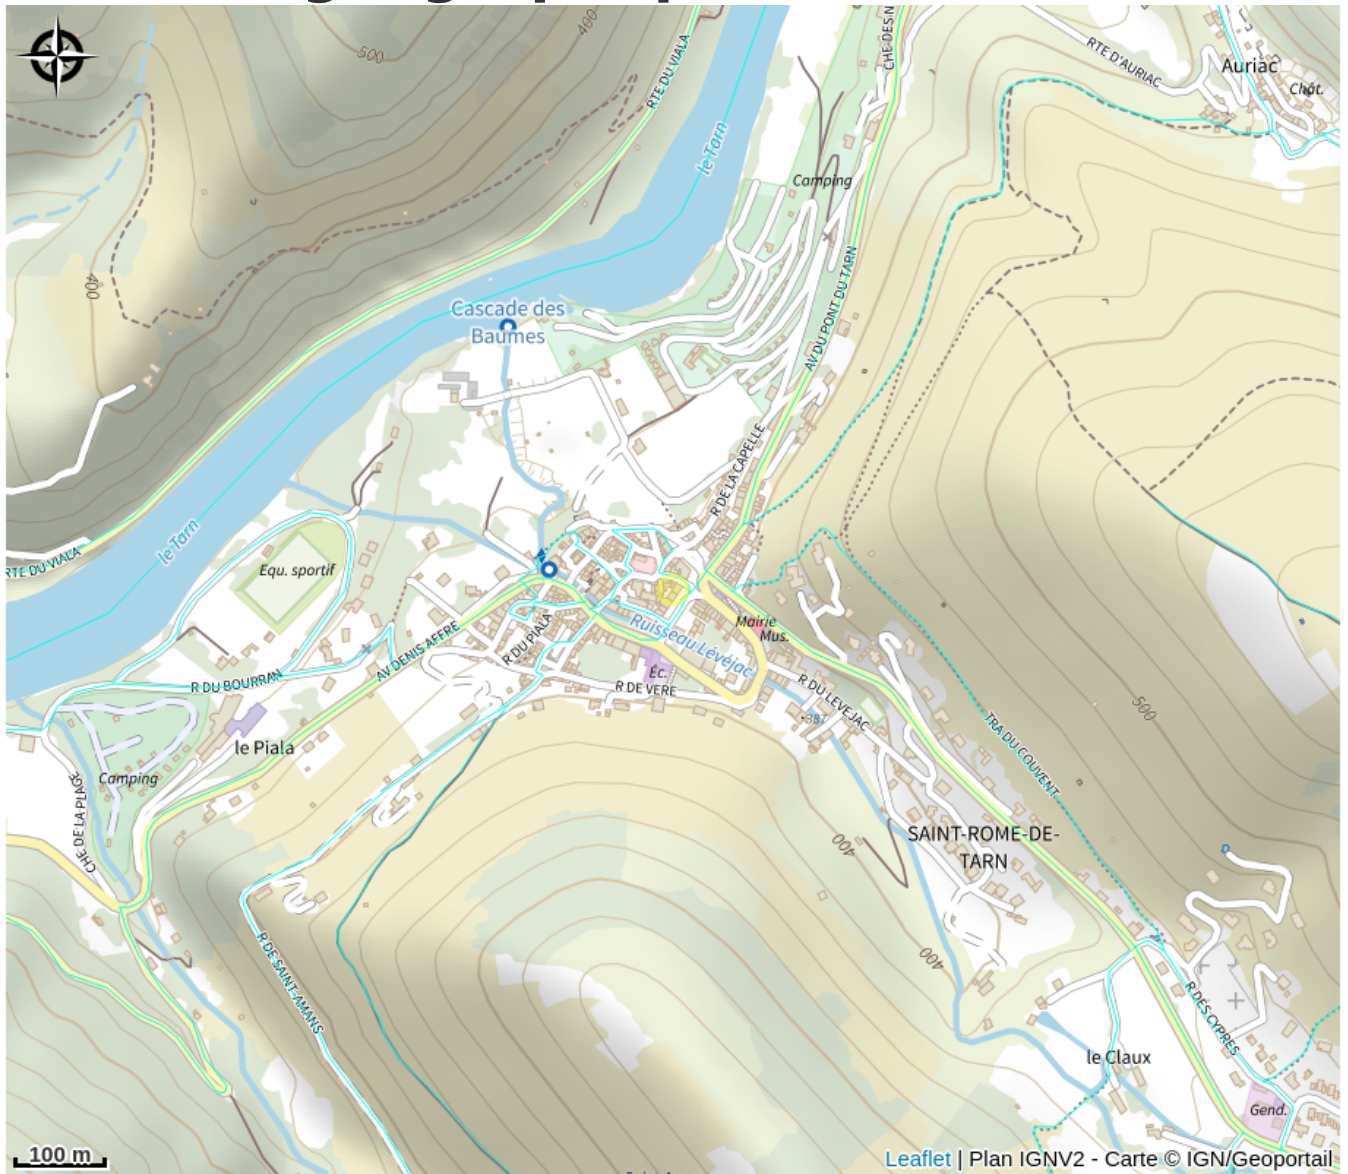 500
400
RTE DU VIALA
CHE DES N
RTE D'AURIAC
Auriac
Chât.
le Tarn
Camping
400
AV DU PONT DU TARN
Cascade des
Baumes
R DE LA CAPELLE
le Tarn
RTE DU VIALA
Equ. sportif
AV DENIS AFFRE
R DU PIALA
Ruisseau Lévéjac
Mairie
Mus.
Éc.
R DE VERE
R DU BOURRAN
R DU LEVEJAC
387
500
TRA DU COUVENT
le Piala
Camping
CHE DE LA PLAGE
400
SAINT-ROME-DE-
TARN
400
R DE SAINT-AMANS
R DES CYPRES
le Claux
Gend.
100 m
Leaflet | Plan IGNV2 - Carte © IGN/Geoportail